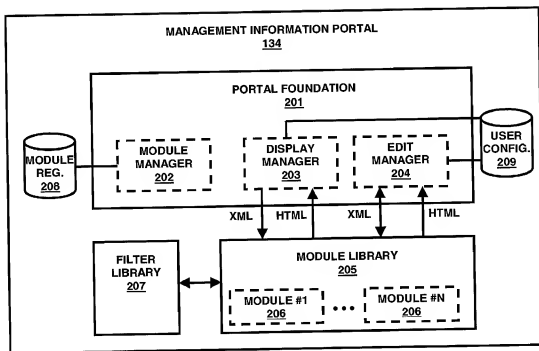 MANAGEMENT INFORMATION PORTAL
134
PORTAL FOUNDATION
201
MODULE
REG.
208
MODULE
MANAGER
202
DISPLAY
MANAGER
203
EDIT
MANAGER
204
USER
CONFIG.
209
XML
HTML
XML
HTML
FILTER
LIBRARY
207
MODULE LIBRARY
205
MODULE #1
206
•••
MODULE #N
206